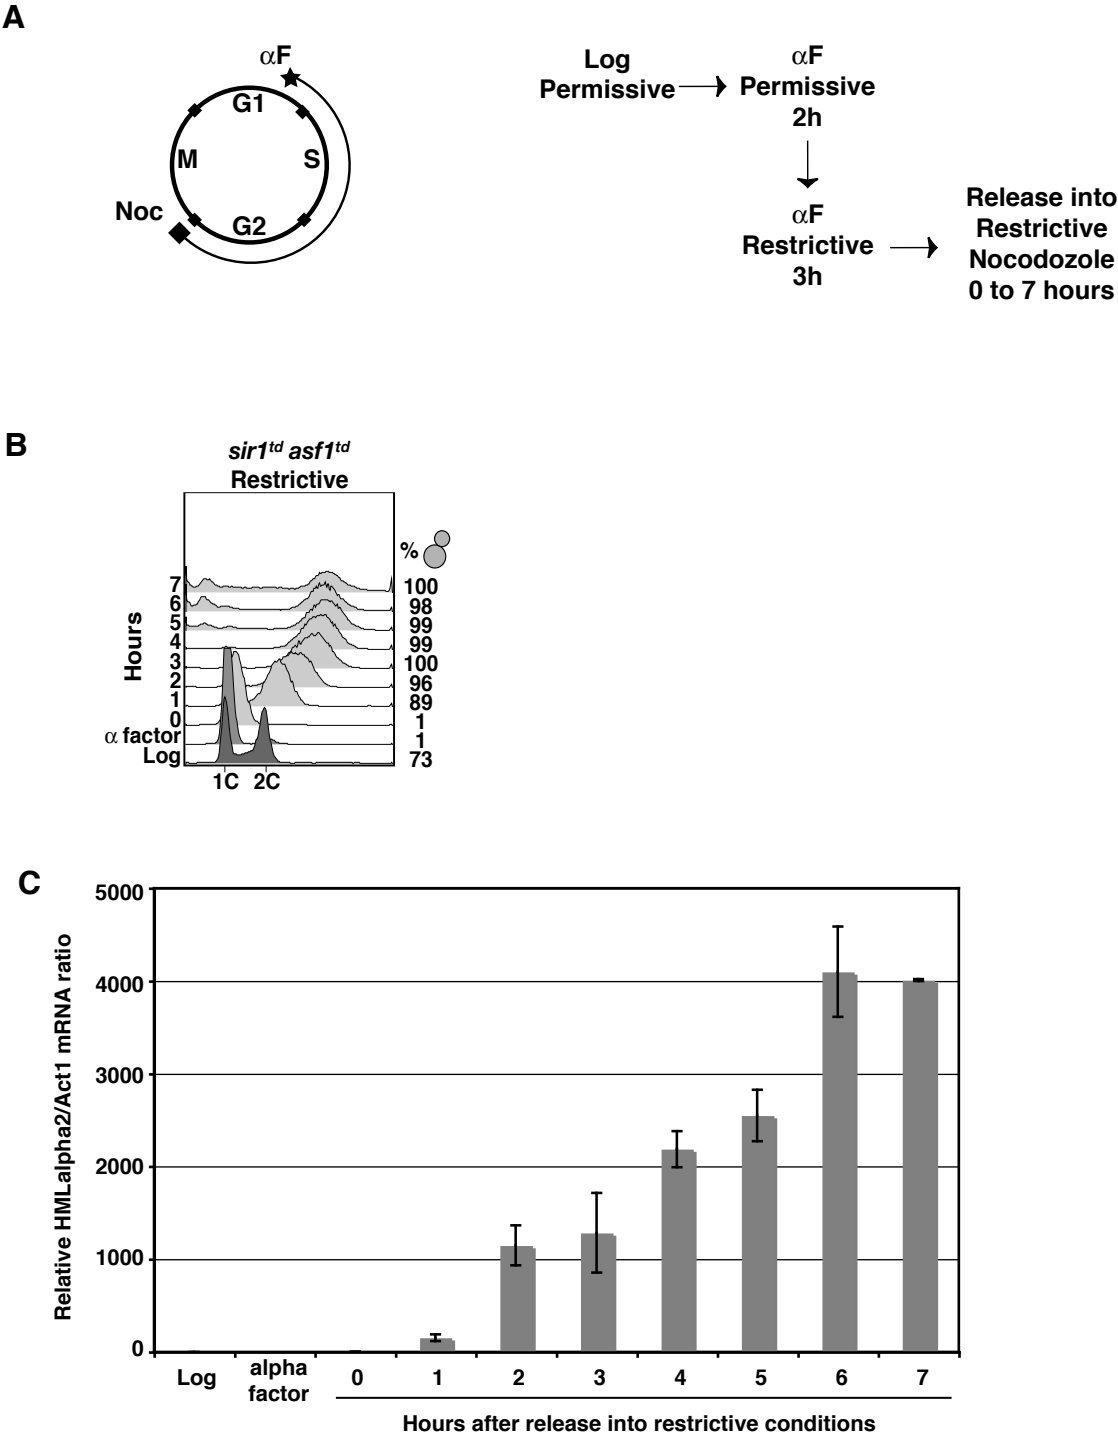 A
αF
G1
M
S
Noc
G2
Log
Permissive
αF
Permissive
2h
αF
Restrictive
3h
Release into
Restrictive
Nocodozole
0 to 7 hours
B
sir1td asf1td
Restrictive
%
Hours
7 100
6 98
5 99
4 99
3 100
2 96
1 89
0 1
α factor 1
Log 73
1C 2C
C
Relative HMLalpha2/Act1 mRNA ratio
5000
4000
3000
2000
1000
0
Log alpha factor 0 1 2 3 4 5 6 7
Hours after release into restrictive conditions